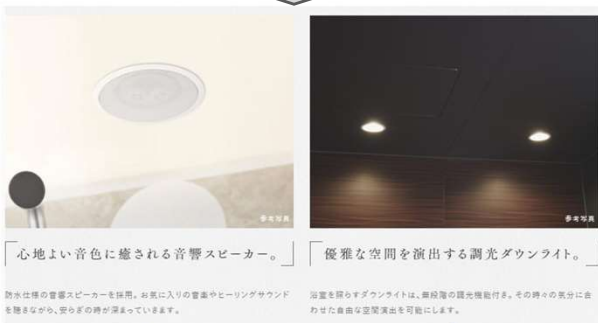 参考写真
参考写真
心地よい音色に癒される音響スピーカー。
優雅な空間を演出する調光ダウンライト。
防水仕様の音響スピーカーを採用。お気に入りの音楽やヒーリングサウンド
を聴きながら、安らぎの時が深まっていきます。
浴室を照らすダウンライトは、無段階の調光機能付き。その時々の気分に合
わせた自由な空間演出を可能にします。